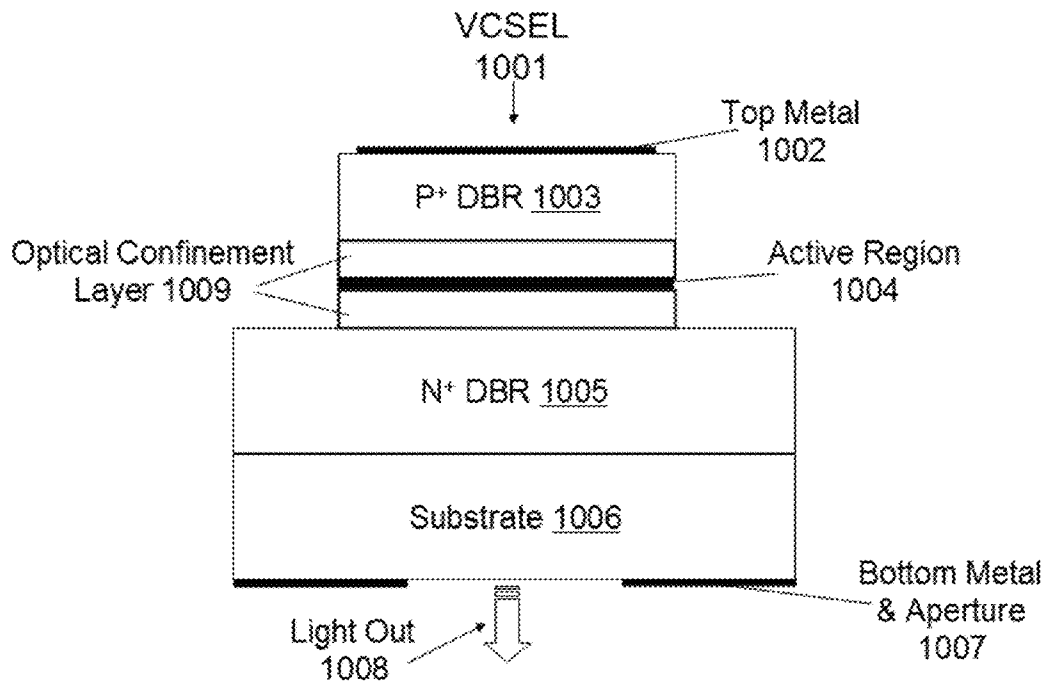 VCSEL
1001
Top Metal
1002
P+ DBR 1003
Optical Confinement
Layer 1009
Active Region
1004
N+ DBR 1005
Substrate 1006
Bottom Metal
& Aperture
1007
Light Out
1008